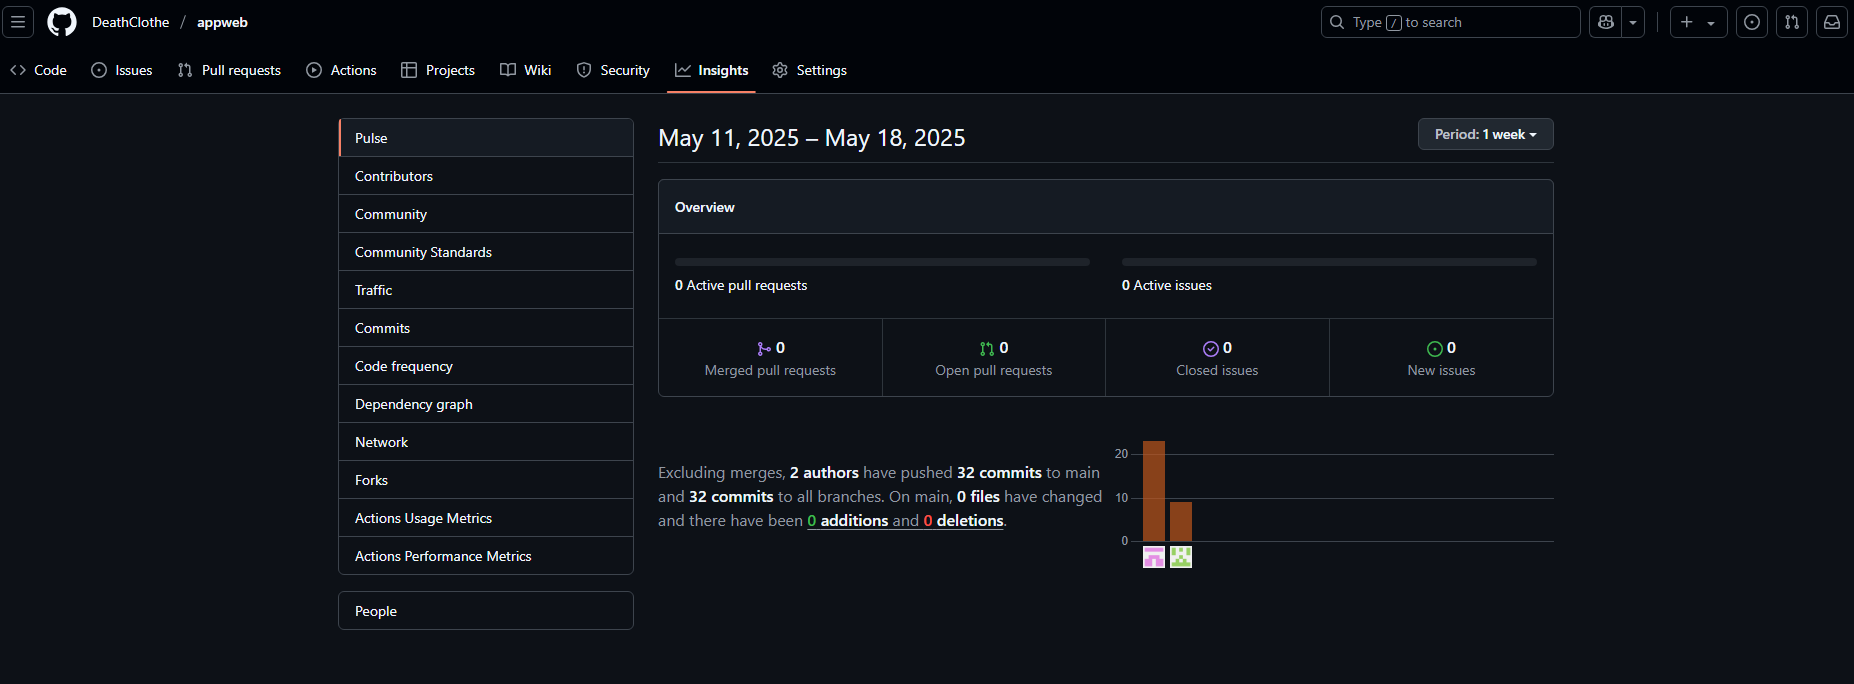 DeathClothe / appweb
Type / to search
Code
Issues
Pull requests
Actions
Projects
Wiki
Security
Insights
Settings
Pulse
Contributors
Community
Community Standards
Traffic
Commits
Code frequency
Dependency graph
Network
Forks
Actions Usage Metrics
Actions Performance Metrics
People
May 11, 2025 – May 18, 2025
Period: 1 week
Overview
0 Active pull requests
0 Active issues
0
Merged pull requests
0
Open pull requests
0
Closed issues
0
New issues
Excluding merges, 2 authors have pushed 32 commits to main
and 32 commits to all branches. On main, 0 files have changed
and there have been 0 additions and 0 deletions.
20
10
0